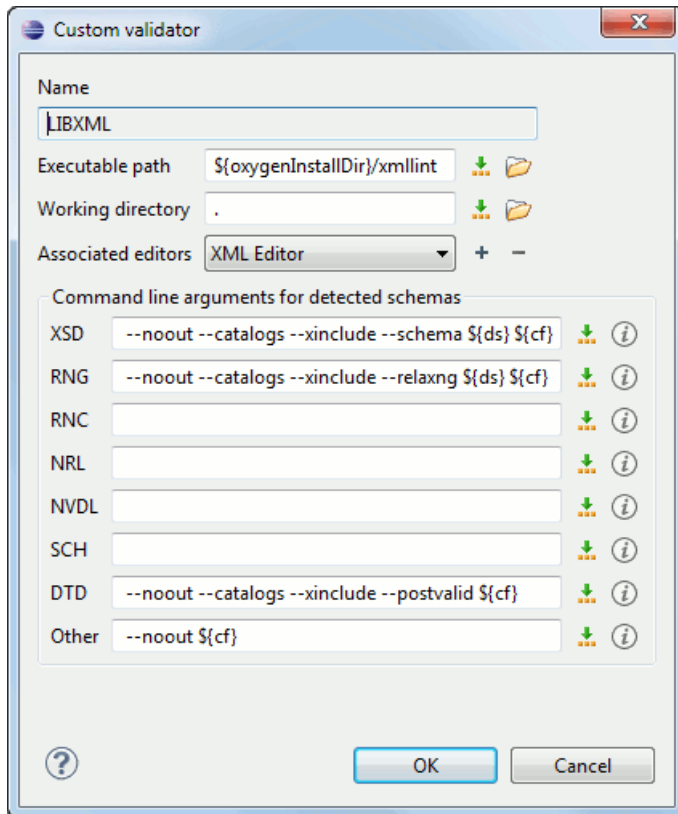 Custom validator
Name
LIBXML
Executable path ${oxygenInstallDir}/xmllint
Working directory .
Associated editors XML Editor
Command line arguments for detected schemas
XSD --noout --catalogs --xinclude --schema ${ds} ${cf}
RNG --noout --catalogs --xinclude --relaxng ${ds} ${cf}
RNC
NRL
NVDL
SCH
DTD --noout --catalogs --xinclude --postvalid ${cf}
Other --noout ${cf}
OK Cancel